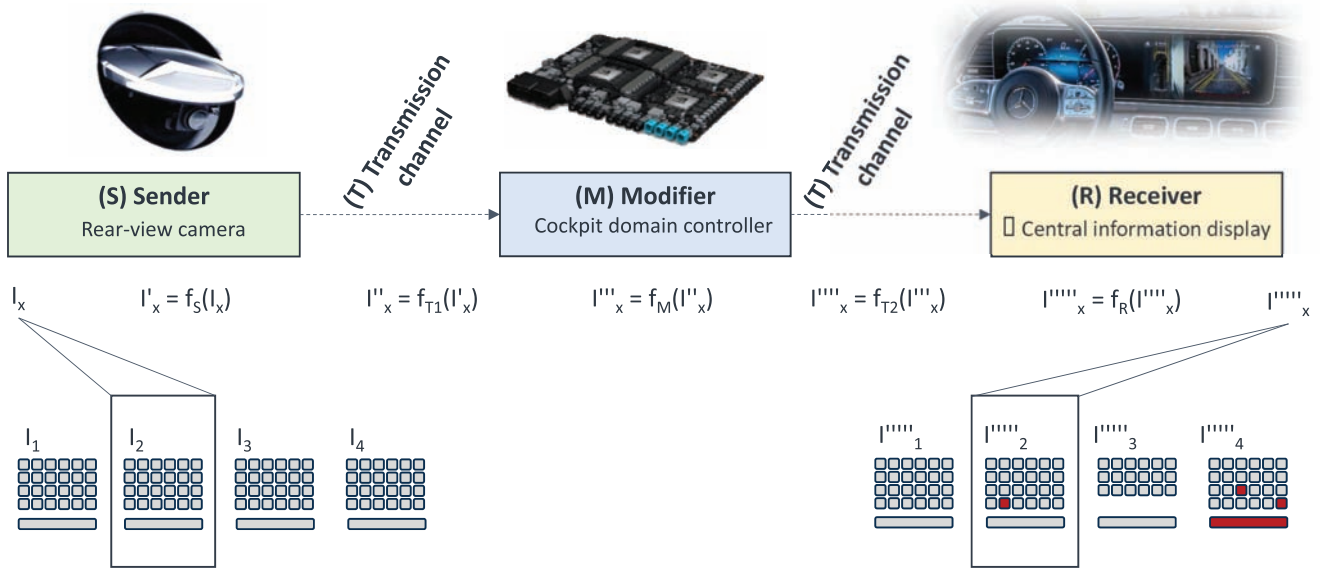 (T) Transmission
channel
(T) Transmission
channel
(S) Sender
Rear-view camera
(M) Modifier
Cockpit domain controller
(R) Receiver
▯ Central information display
Iₓ
I'ₓ = f_S(Iₓ)
I''ₓ = f_T1(I'ₓ)
I'''ₓ = f_M(I''ₓ)
I''''ₓ = f_T2(I'''ₓ)
I'''''ₓ = f_R(I''''ₓ)
I'''''ₓ
I₁
I₂
I₃
I₄
I'''''₁
I'''''₂
I'''''₃
I'''''₄